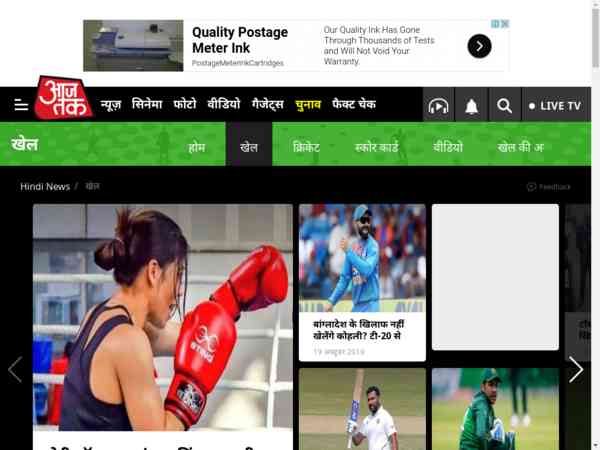 Quality Postage
Meter Ink
PostageMeterInkCartridges
Our Quality Ink Has Gone
Through Thousands of Tests
and Will Not Void Your
Warranty.
आज
तक
न्यूज़ सिनेमा फोटो वीडियो गैजेट्स चुनाव फैक्ट चेक
LIVE TV
खेल
होम खेल क्रिकेट स्कोर कार्ड वीडियो खेल की
Hindi News / खेल
Feedback
बांग्लादेश के खिलाफ नहीं
खेलेंगे कोहली? टी-20 से
19 अक्टूबर 2019